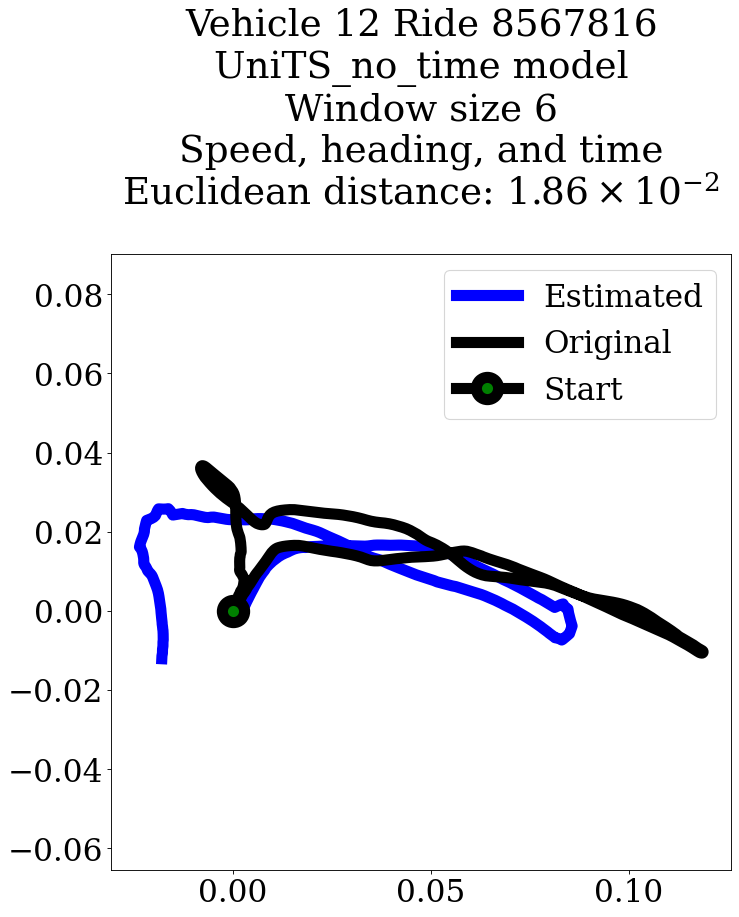 Vehicle 12 Ride 8567816
UniTS_no_time model
Window size 6
Speed, heading, and time
Euclidean distance: 1.86 × 10⁻²
Estimated
Original
Start
0.08
0.06
0.04
0.02
0.00
−0.02
−0.04
−0.06
0.00 0.05 0.10